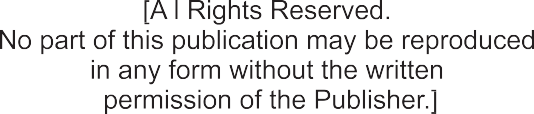 [A l Rights Reserved.
No part of this publication may be reproduced
in any form without the written
permission of the Publisher.]